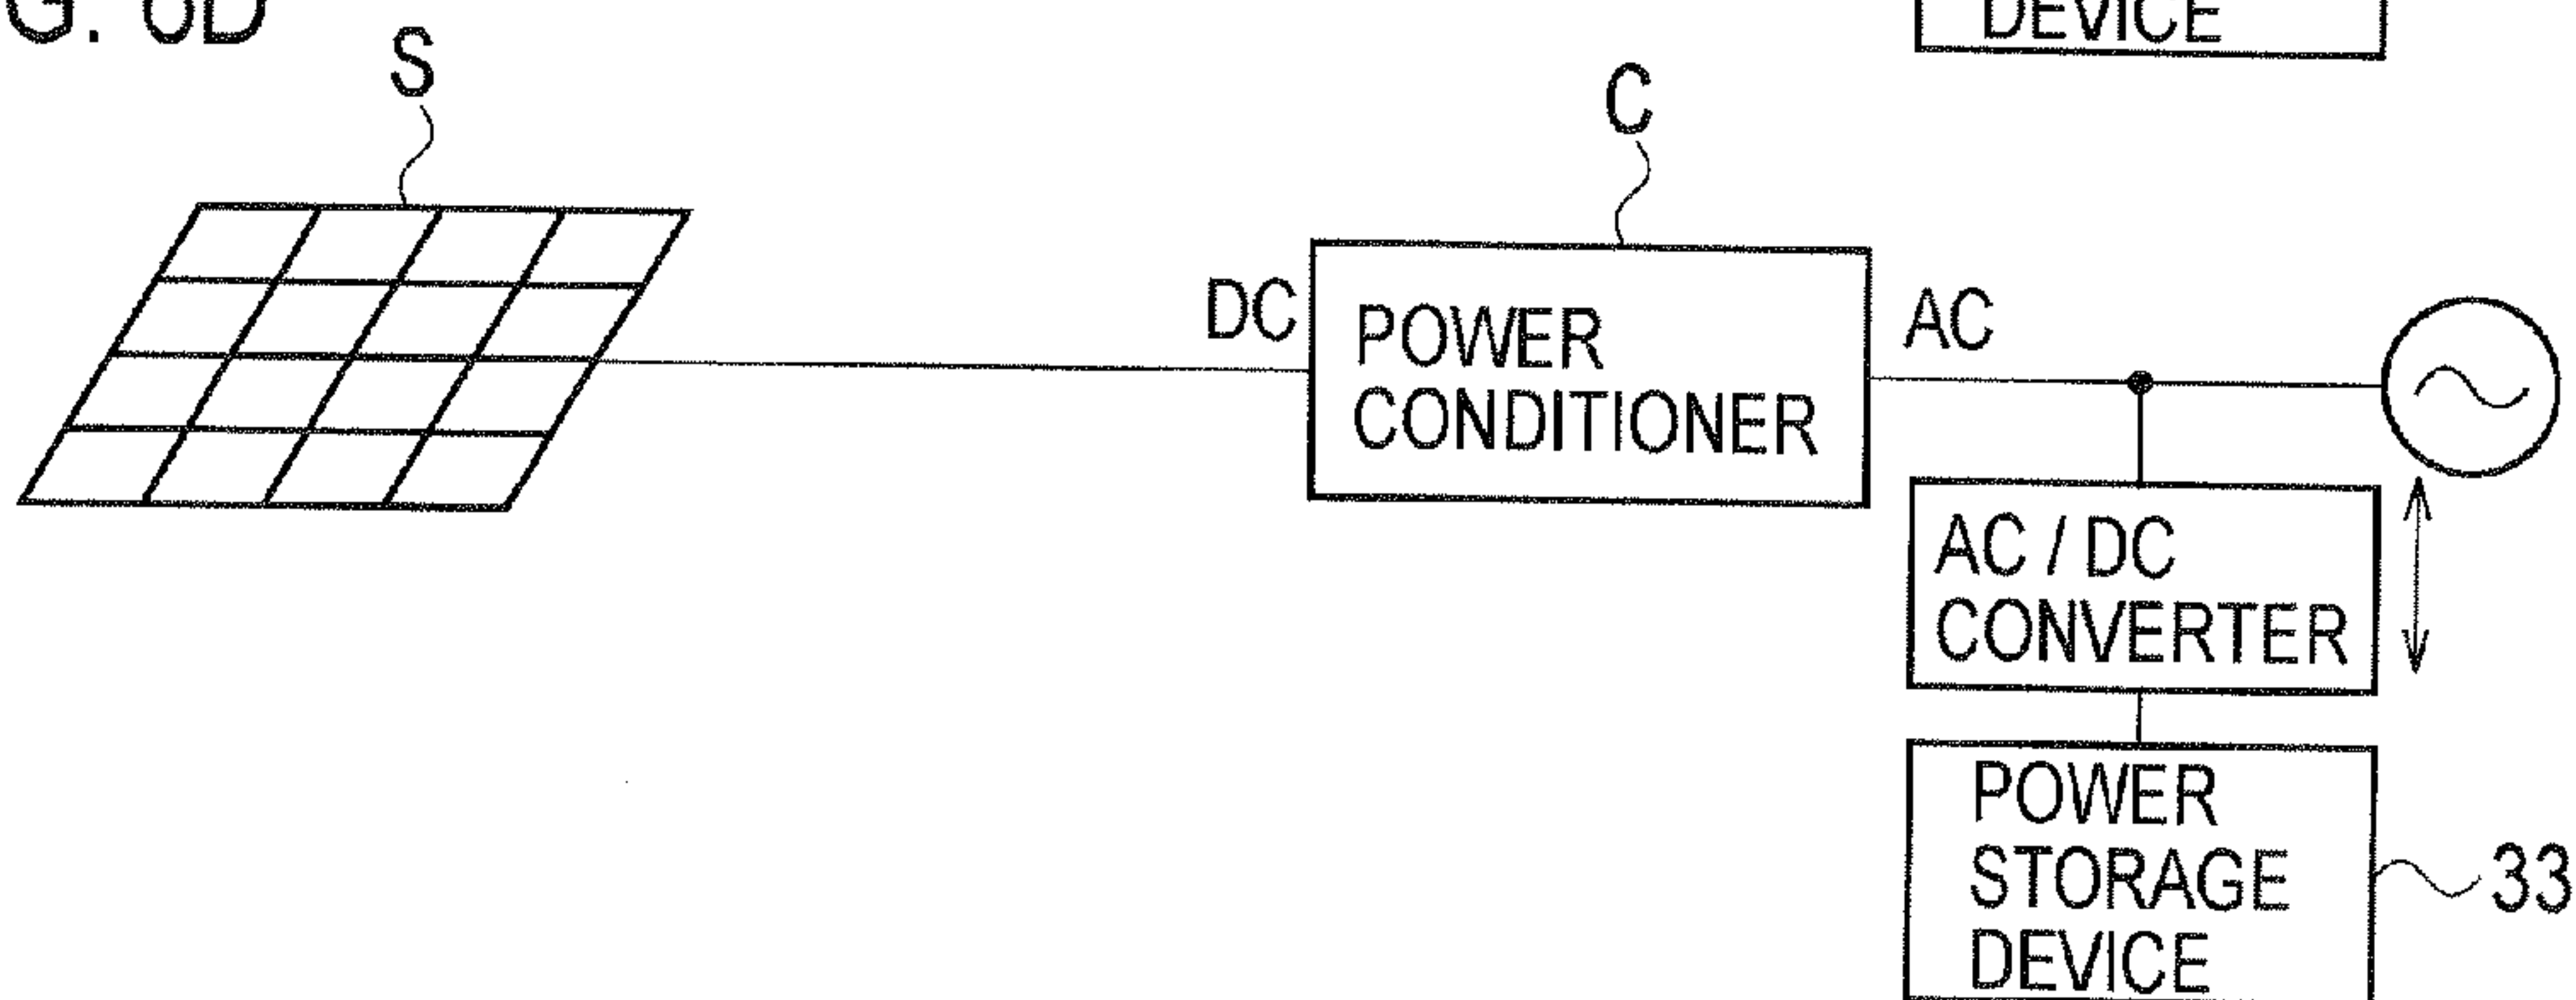 DEVICE
S
C
DC
POWER
CONDITIONER
AC
AC / DC
CONVERTER
POWER
STORAGE
DEVICE
33